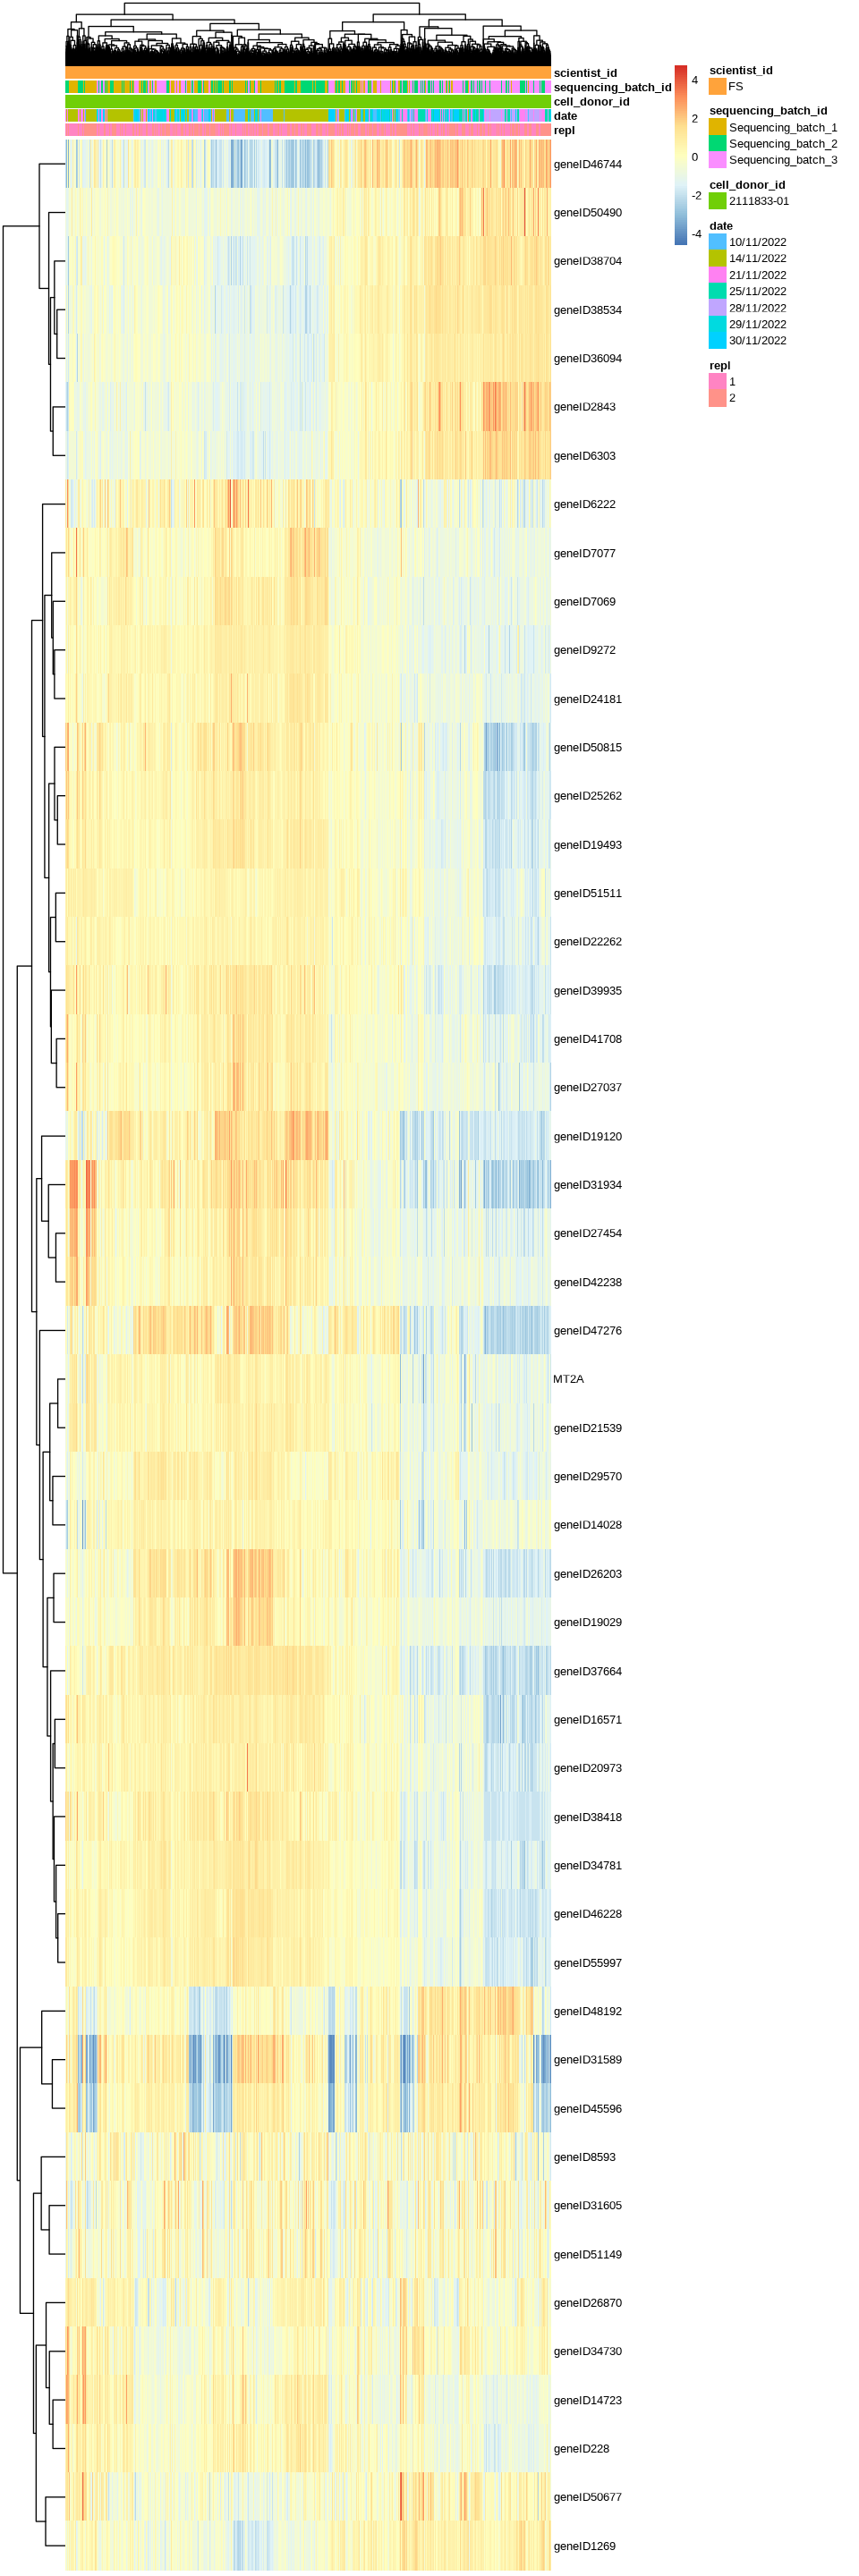 scientist_id
sequencing_batch_id
cell_donor_id
date
repl
geneID46744
geneID50490
geneID38704
geneID38534
geneID36094
geneID2843
geneID6303
geneID6222
geneID7077
geneID7069
geneID9272
geneID24181
geneID50815
geneID25262
geneID19493
geneID51511
geneID22262
geneID39935
geneID41708
geneID27037
geneID19120
geneID31934
geneID27454
geneID42238
geneID47276
MT2A
geneID21539
geneID29570
geneID14028
geneID26203
geneID19029
geneID37664
geneID16571
geneID20973
geneID38418
geneID34781
geneID46228
geneID55997
geneID48192
geneID31589
geneID45596
geneID8593
geneID31605
geneID51149
geneID26870
geneID34730
geneID14723
geneID228
geneID50677
geneID1269
4
2
0
-2
-4
scientist_id
FS
sequencing_batch_id
Sequencing_batch_1
Sequencing_batch_2
Sequencing_batch_3
cell_donor_id
2111833-01
date
10/11/2022
14/11/2022
21/11/2022
25/11/2022
28/11/2022
29/11/2022
30/11/2022
repl
1
2